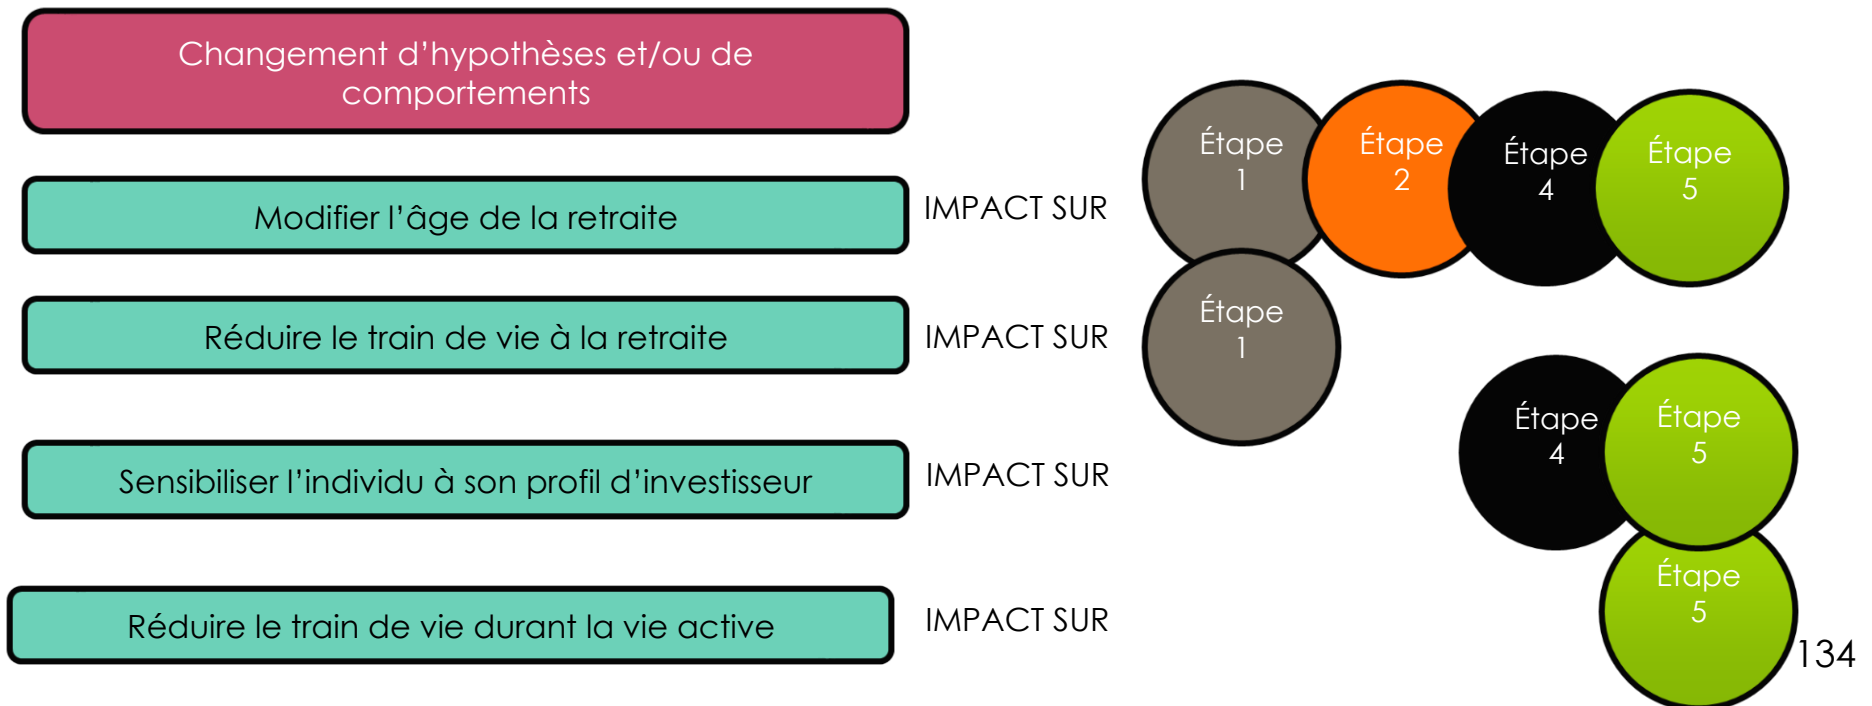 Changement d’hypothèses et/ou de
comportements
Modifier l’âge de la retraite
IMPACT SUR
Étape
1
Étape
2
Étape
4
Étape
5
Réduire le train de vie à la retraite
IMPACT SUR
Étape
1
Sensibiliser l’individu à son profil d’investisseur
IMPACT SUR
Étape
4
Étape
5
Réduire le train de vie durant la vie active
IMPACT SUR
Étape
5
134